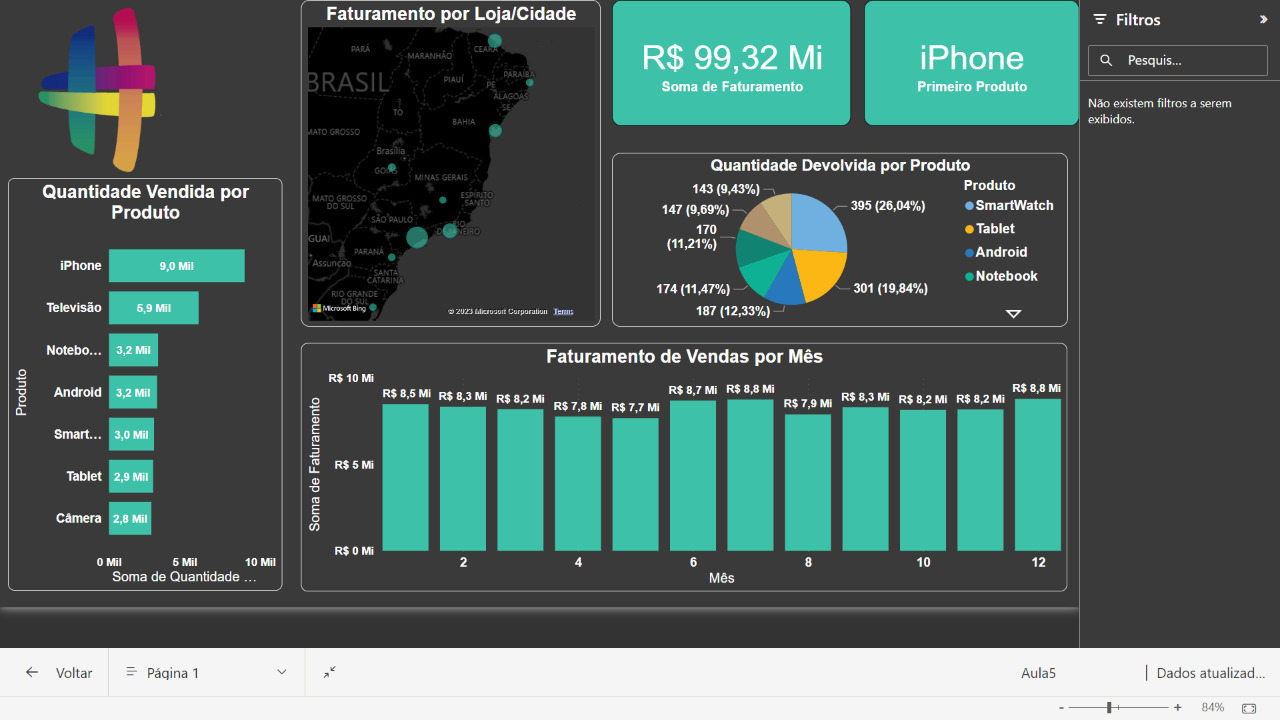 Faturamento por Loja/Cidade
PARÁ
MARANHÃO
CEARÁ
BRASIL
PIAUÍ
PARAÍBA
PE
ALAGOAS
SE
TO
BAHIA
MATO GROSSO
Brasília
GOIÁS
MINAS GERAIS
MATO GROSSO
DO SUL
ESPÍRITO
SANTO
SÃO PAULO
RIO
DE JANEIRO
GUAI
PARANÁ
Assunção
SANTA
CATARINA
RIO GRANDE
DO SUL
Microsoft Bing
© 2023 Microsoft Corporation Terms
R$ 99,32 Mi
Soma de Faturamento
iPhone
Primeiro Produto
Filtros
Pesquis...
Não existem filtros a serem
exibidos.
Quantidade Vendida por
Produto
Produto
iPhone 9,0 Mil
Televisão 5,9 Mil
Notebo... 3,2 Mil
Android 3,2 Mil
Smart... 3,0 Mil
Tablet 2,9 Mil
Câmera 2,8 Mil
0 Mil 5 Mil 10 Mil
Soma de Quantidade ...
Quantidade Devolvida por Produto
143 (9,43%)
147 (9,69%)
170
(11,21%)
174 (11,47%)
187 (12,33%)
395 (26,04%)
301 (19,84%)
Produto
SmartWatch
Tablet
Android
Notebook
Faturamento de Vendas por Mês
Soma de Faturamento
R$ 10 Mi
R$ 5 Mi
R$ 0 Mi
R$ 8,5 Mi R$ 8,3 Mi R$ 8,2 Mi R$ 7,8 Mi R$ 7,7 Mi R$ 8,7 Mi R$ 8,8 Mi R$ 7,9 Mi R$ 8,3 Mi R$ 8,2 Mi R$ 8,2 Mi R$ 8,8 Mi
2 4 6 8 10 12
Mês
Voltar
Página 1
Aula5
Dados atualizad...
- + 84%